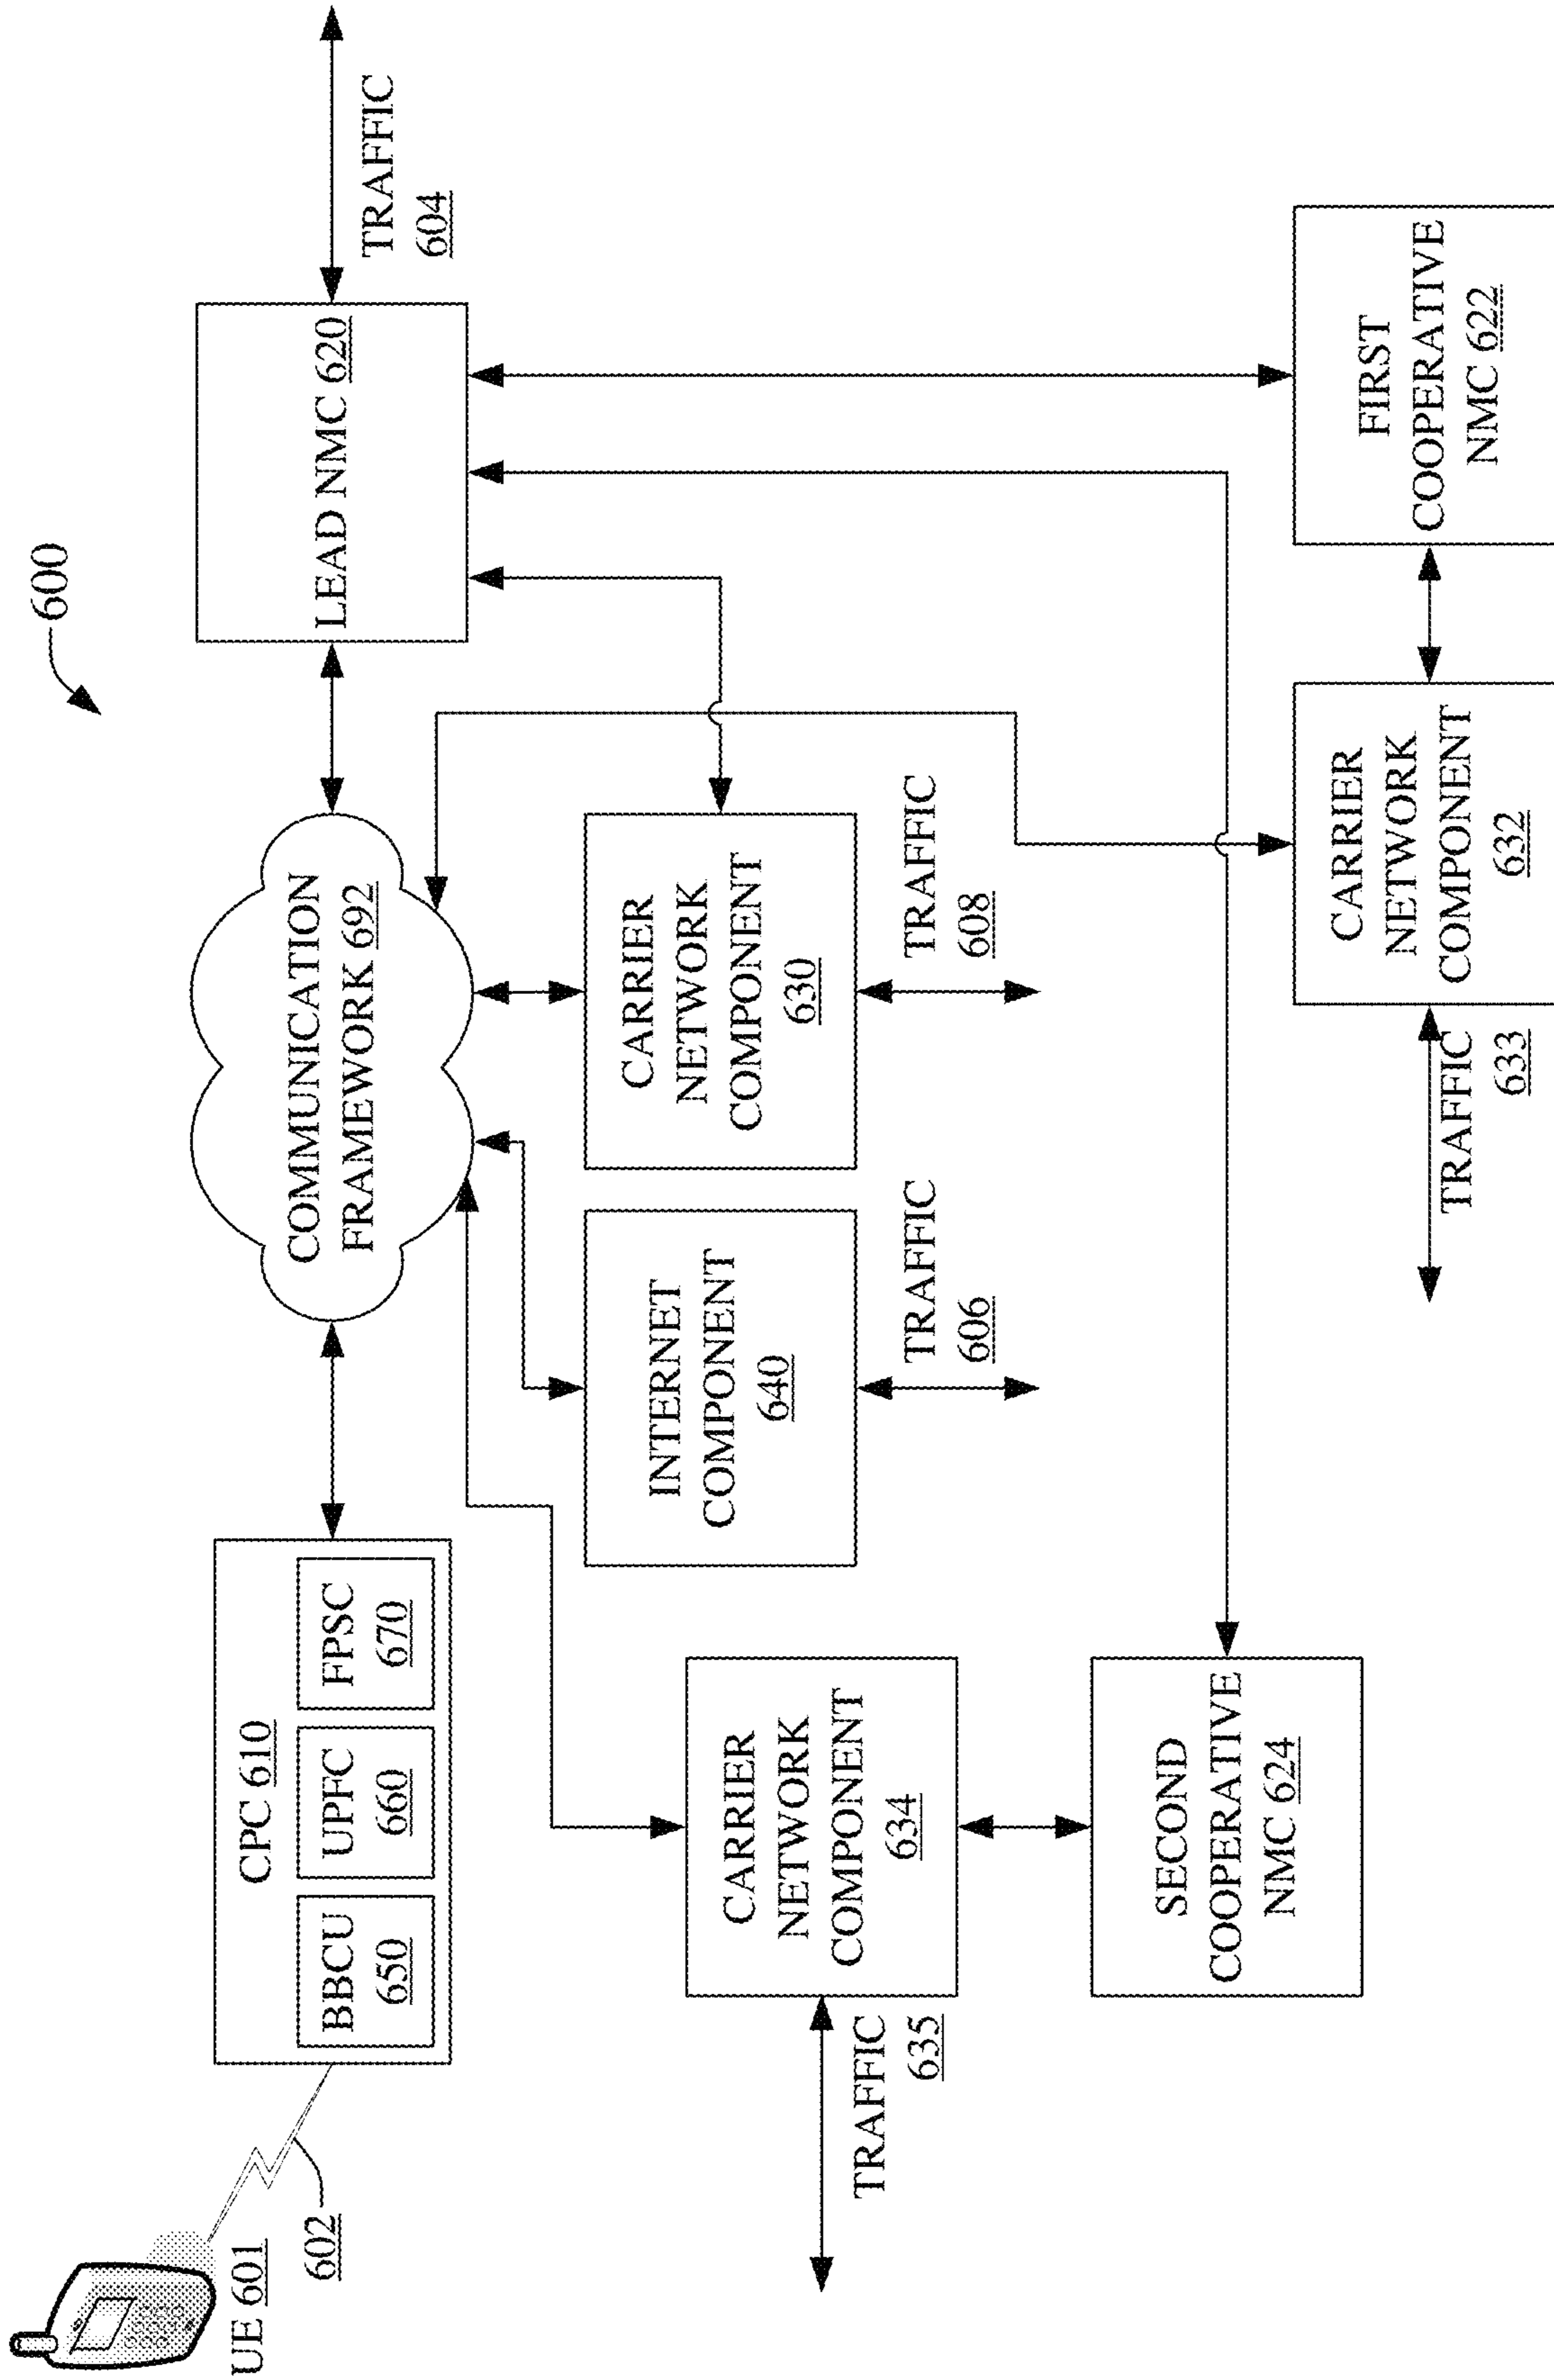 600
UE 601
602
CPC 610
BBCU
650
UPFC
660
FPSC
670
COMMUNICATION
FRAMEWORK 692
LEAD NMC 620
TRAFFIC
604
CARRIER
NETWORK
COMPONENT
634
TRAFFIC
635
INTERNET
COMPONENT
640
TRAFFIC
606
CARRIER
NETWORK
COMPONENT
630
TRAFFIC
608
SECOND
COOPERATIVE
NMC 624
CARRIER
NETWORK
COMPONENT
632
TRAFFIC
633
FIRST
COOPERATIVE
NMC 622